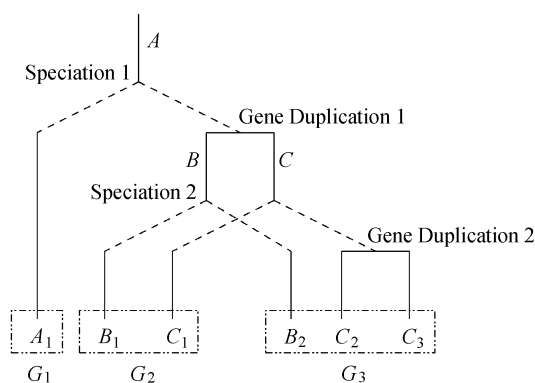 A
Speciation 1
Gene Duplication 1
B C
Speciation 2
Gene Duplication 2
A₁ B₁ C₁ B₂ C₂ C₃
G₁ G₂ G₃